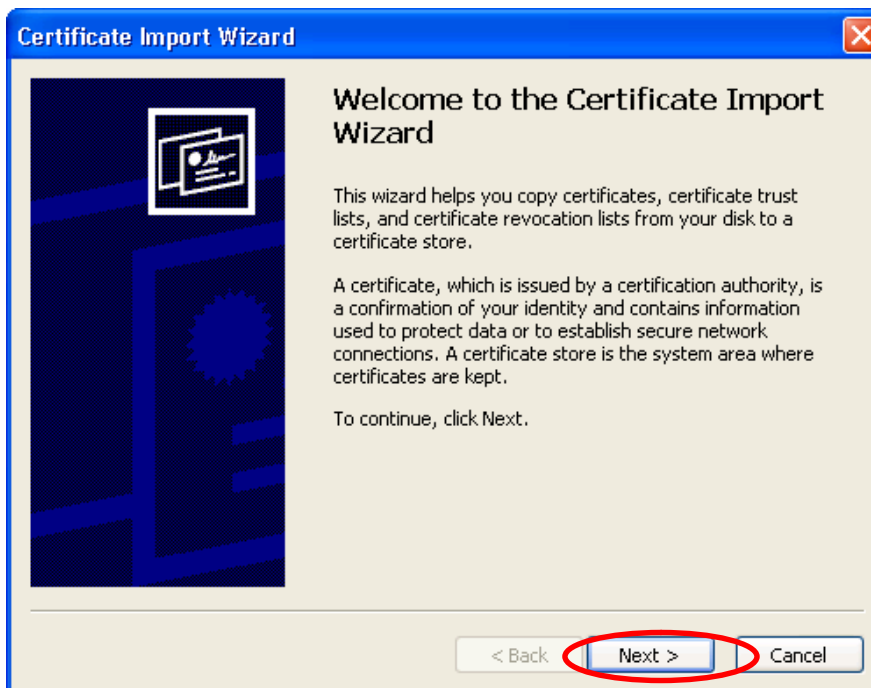 Certificate Import Wizard
Welcome to the Certificate Import
Wizard
This wizard helps you copy certificates, certificate trust
lists, and certificate revocation lists from your disk to a
certificate store.
A certificate, which is issued by a certification authority, is
a confirmation of your identity and contains information
used to protect data or to establish secure network
connections. A certificate store is the system area where
certificates are kept.
To continue, click Next.
< Back Next > Cancel